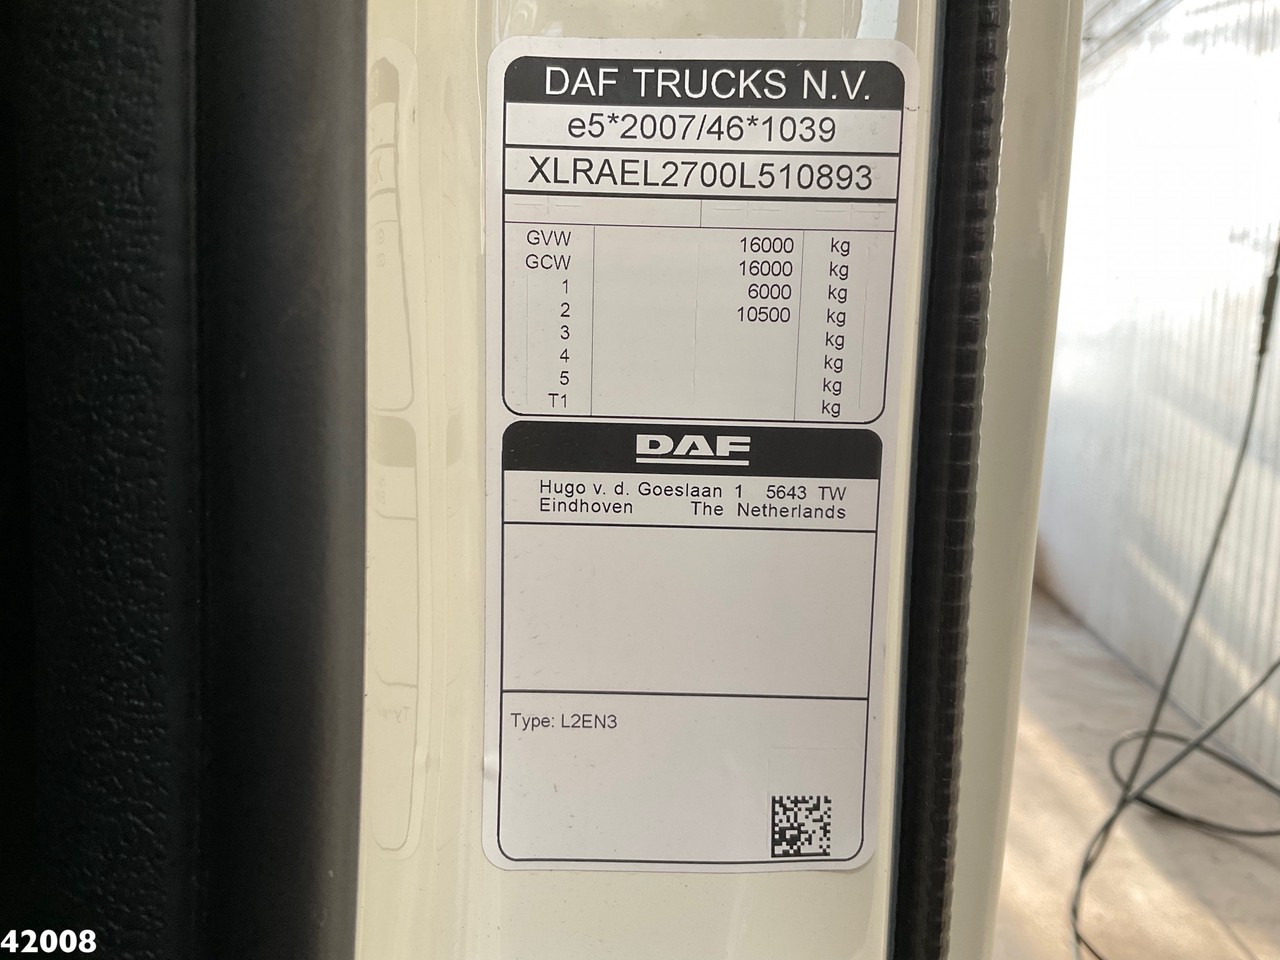 DAF TRUCKS N.V.
e5*2007/46*1039
XLRAEL2700L510893
GVW 16000 kg
GCW 16000 kg
1 6000 kg
2 10500 kg
3 kg
4 kg
5 kg
T1 kg
DAF
Hugo v. d. Goeslaan 1 5643 TW
Eindhoven The Netherlands
Type: L2EN3
42008